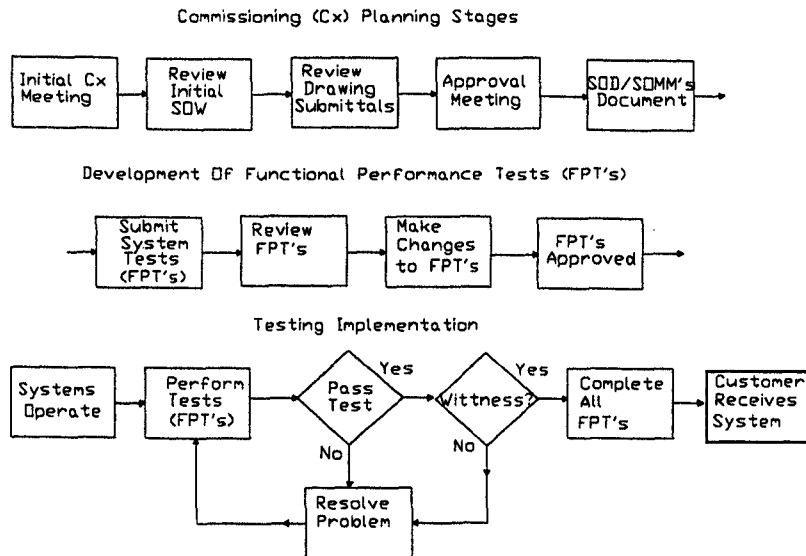 Commissioning (Cx) Planning Stages
Initial Cx
Meeting
Review
Initial
SOW
Review
Drawing
Submittals
Approval
Meeting
SOD/SOMM's
Document
Development Of Functional Performance Tests (FPT's)
Submit
System
Tests
(FPT's)
Review
FPT's
Make
Changes
to FPT's
FPT's
Approved
Testing Implementation
Systems
Operate
Perform
Tests
(FPT's)
Pass
Test
Yes
No
Wittness?
Yes
No
Complete
All
FPT's
Customer
Receives
System
Resolve
Problem